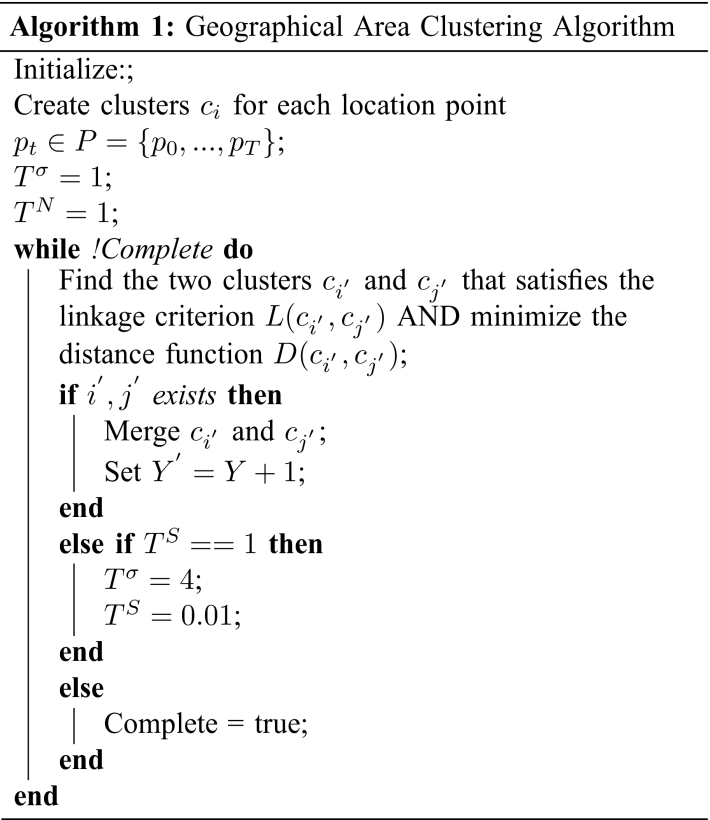 Algorithm 1: Geographical Area Clustering Algorithm
Initialize:;
Create clusters $c_i$ for each location point
$p_t \in P = \{p_0, ..., p_T\}$;
$T^\sigma = 1$;
$T^N = 1$;
while !Complete do
Find the two clusters $c_{i'}$ and $c_{j'}$ that satisfies the
linkage criterion $L(c_{i'}, c_{j'})$ AND minimize the
distance function $D(c_{i'}, c_{j'})$;
if $i', j'$ exists then
Merge $c_{i'}$ and $c_{j'}$;
Set $Y' = Y + 1$;
end
else if $T^S == 1$ then
$T^\sigma = 4$;
$T^S = 0.01$;
end
else
Complete = true;
end
end